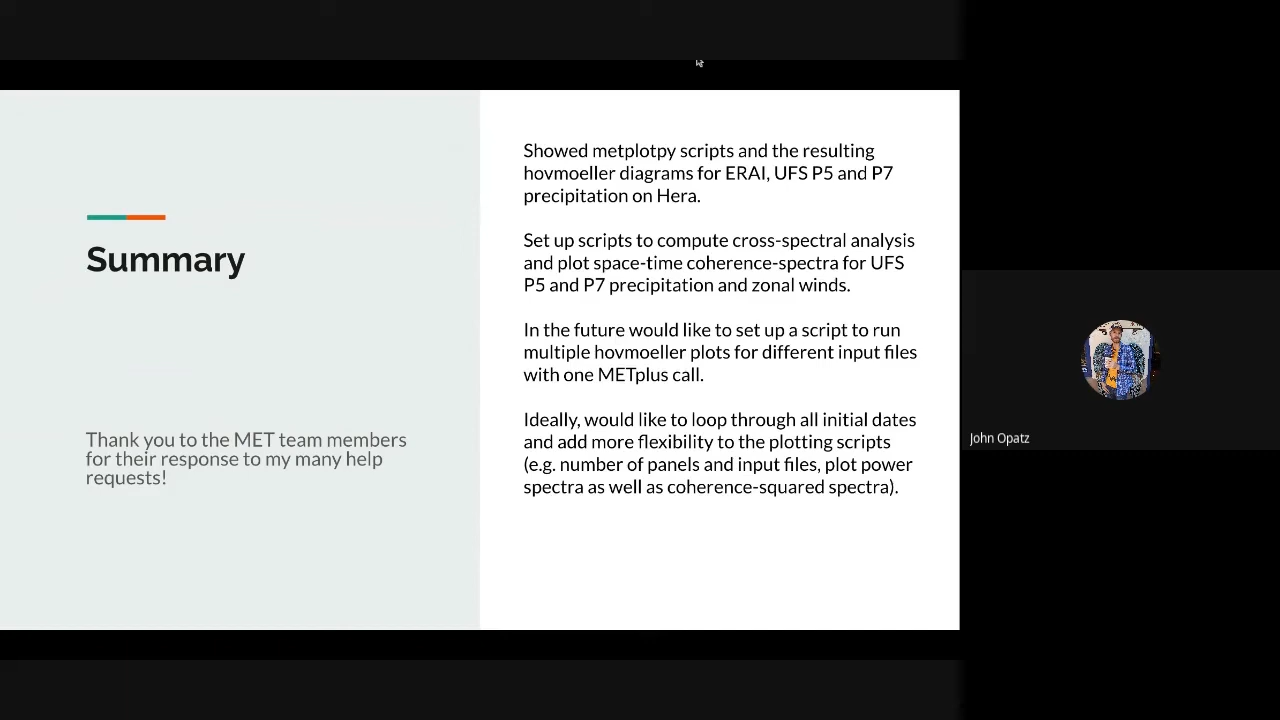 Summary
Thank you to the MET team members
for their response to my many help
requests!
Showed metplotpy scripts and the resulting
hovmoeller diagrams for ERAI, UFS P5 and P7
precipitation on Hera.
Set up scripts to compute cross-spectral analysis
and plot space-time coherence-spectra for UFS
P5 and P7 precipitation and zonal winds.
In the future would like to set up a script to run
multiple hovmoeller plots for different input files
with one METplus call.
Ideally, would like to loop through all initial dates
and add more flexibility to the plotting scripts
(e.g. number of panels and input files, plot power
spectra as well as coherence-squared spectra).
John Opatz